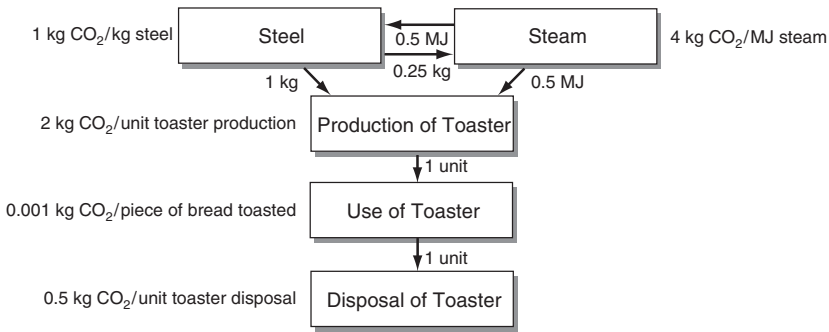 1 kg CO₂/kg steel
Steel
0.5 MJ
0.25 kg
Steam
4 kg CO₂/MJ steam
1 kg
0.5 MJ
2 kg CO₂/unit toaster production
Production of Toaster
1 unit
0.001 kg CO₂/piece of bread toasted
Use of Toaster
1 unit
0.5 kg CO₂/unit toaster disposal
Disposal of Toaster